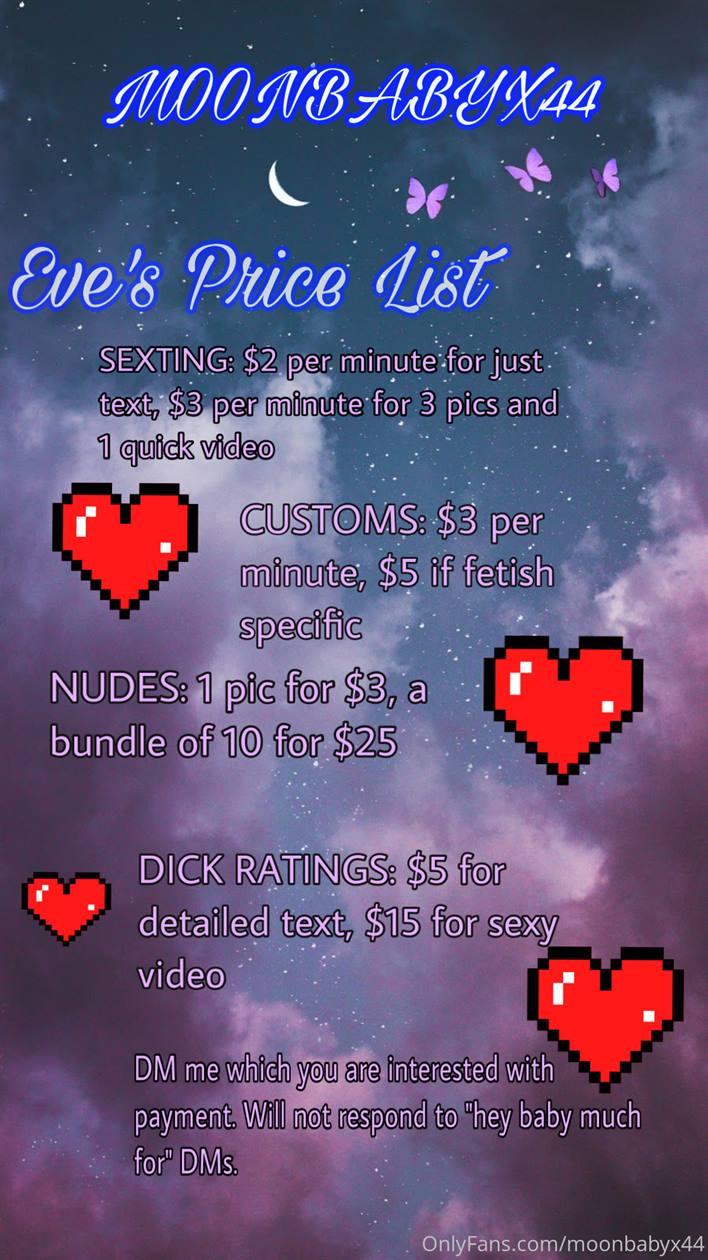 MOONBABYX44
Eve's Price List
SEXTING: $2 per minute for just
text, $3 per minute for 3 pics and
1 quick video
CUSTOMS: $3 per
minute, $5 if fetish
specific
NUDES: 1 pic for $3, a
bundle of 10 for $25
DICK RATINGS: $5 for
detailed text, $15 for sexy
video
DM me which you are interested with
payment. Will not respond to "hey baby much
for" DMs.
OnlyFans.com/moonbabyx44